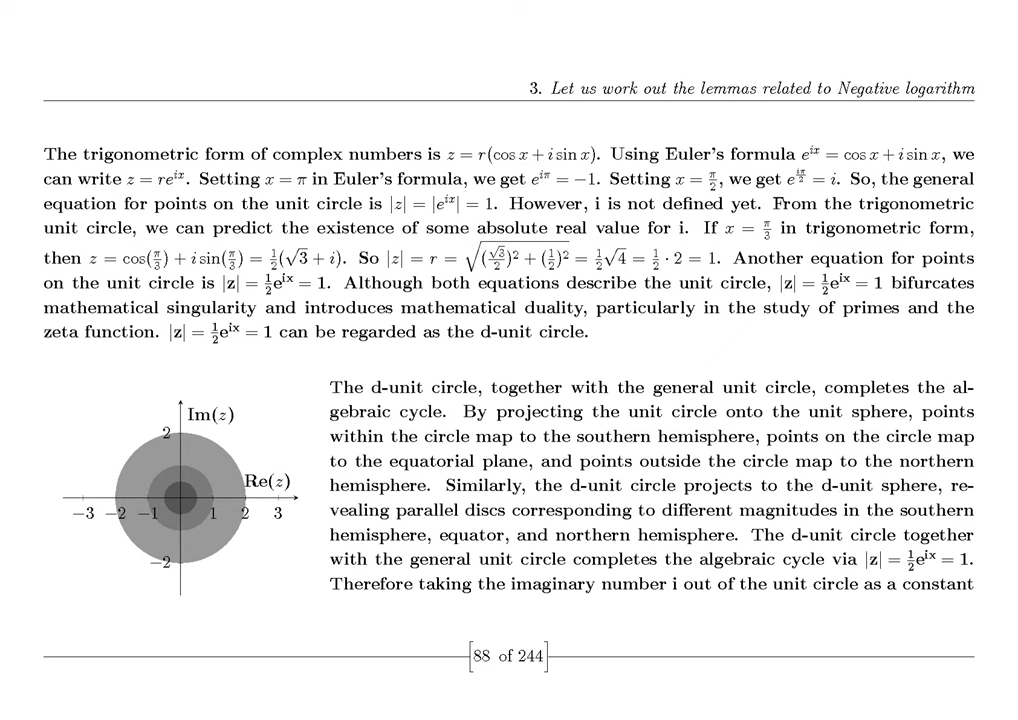 3. Let us work out the lemmas related to Negative logarithm
The trigonometric form of complex numbers is z = r(cos x + i sin x). Using Euler's formula e^{ix} = cos x + i sin x, we
can write z = re^{ix}. Setting x = π in Euler's formula, we get e^{iπ} = −1. Setting x = π/2, we get e^{iπ/2} = i. So, the general
equation for points on the unit circle is |z| = |e^{ix}| = 1. However, i is not defined yet. From the trigonometric
unit circle, we can predict the existence of some absolute real value for i. If x = π/3 in trigonometric form,
then z = cos(π/3) + i sin(π/3) = 1/2(√3 + i). So |z| = r = √((√3/2)² + (1/2)²) = 1/2√4 = 1/2 · 2 = 1. Another equation for points
on the unit circle is |z| = 1/2e^{ix} = 1. Although both equations describe the unit circle, |z| = 1/2e^{ix} = 1 bifurcates
mathematical singularity and introduces mathematical duality, particularly in the study of primes and the
zeta function. |z| = 1/2e^{ix} = 1 can be regarded as the d-unit circle.
Im(z)
2
Re(z)
−3 −2 −1 1 2 3
−2
The d-unit circle, together with the general unit circle, completes the al-
gebraic cycle. By projecting the unit circle onto the unit sphere, points
within the circle map to the southern hemisphere, points on the circle map
to the equatorial plane, and points outside the circle map to the northern
hemisphere. Similarly, the d-unit circle projects to the d-unit sphere, re-
vealing parallel discs corresponding to different magnitudes in the southern
hemisphere, equator, and northern hemisphere. The d-unit circle together
with the general unit circle completes the algebraic cycle via |z| = 1/2e^{ix} = 1.
Therefore taking the imaginary number i out of the unit circle as a constant
88 of 244